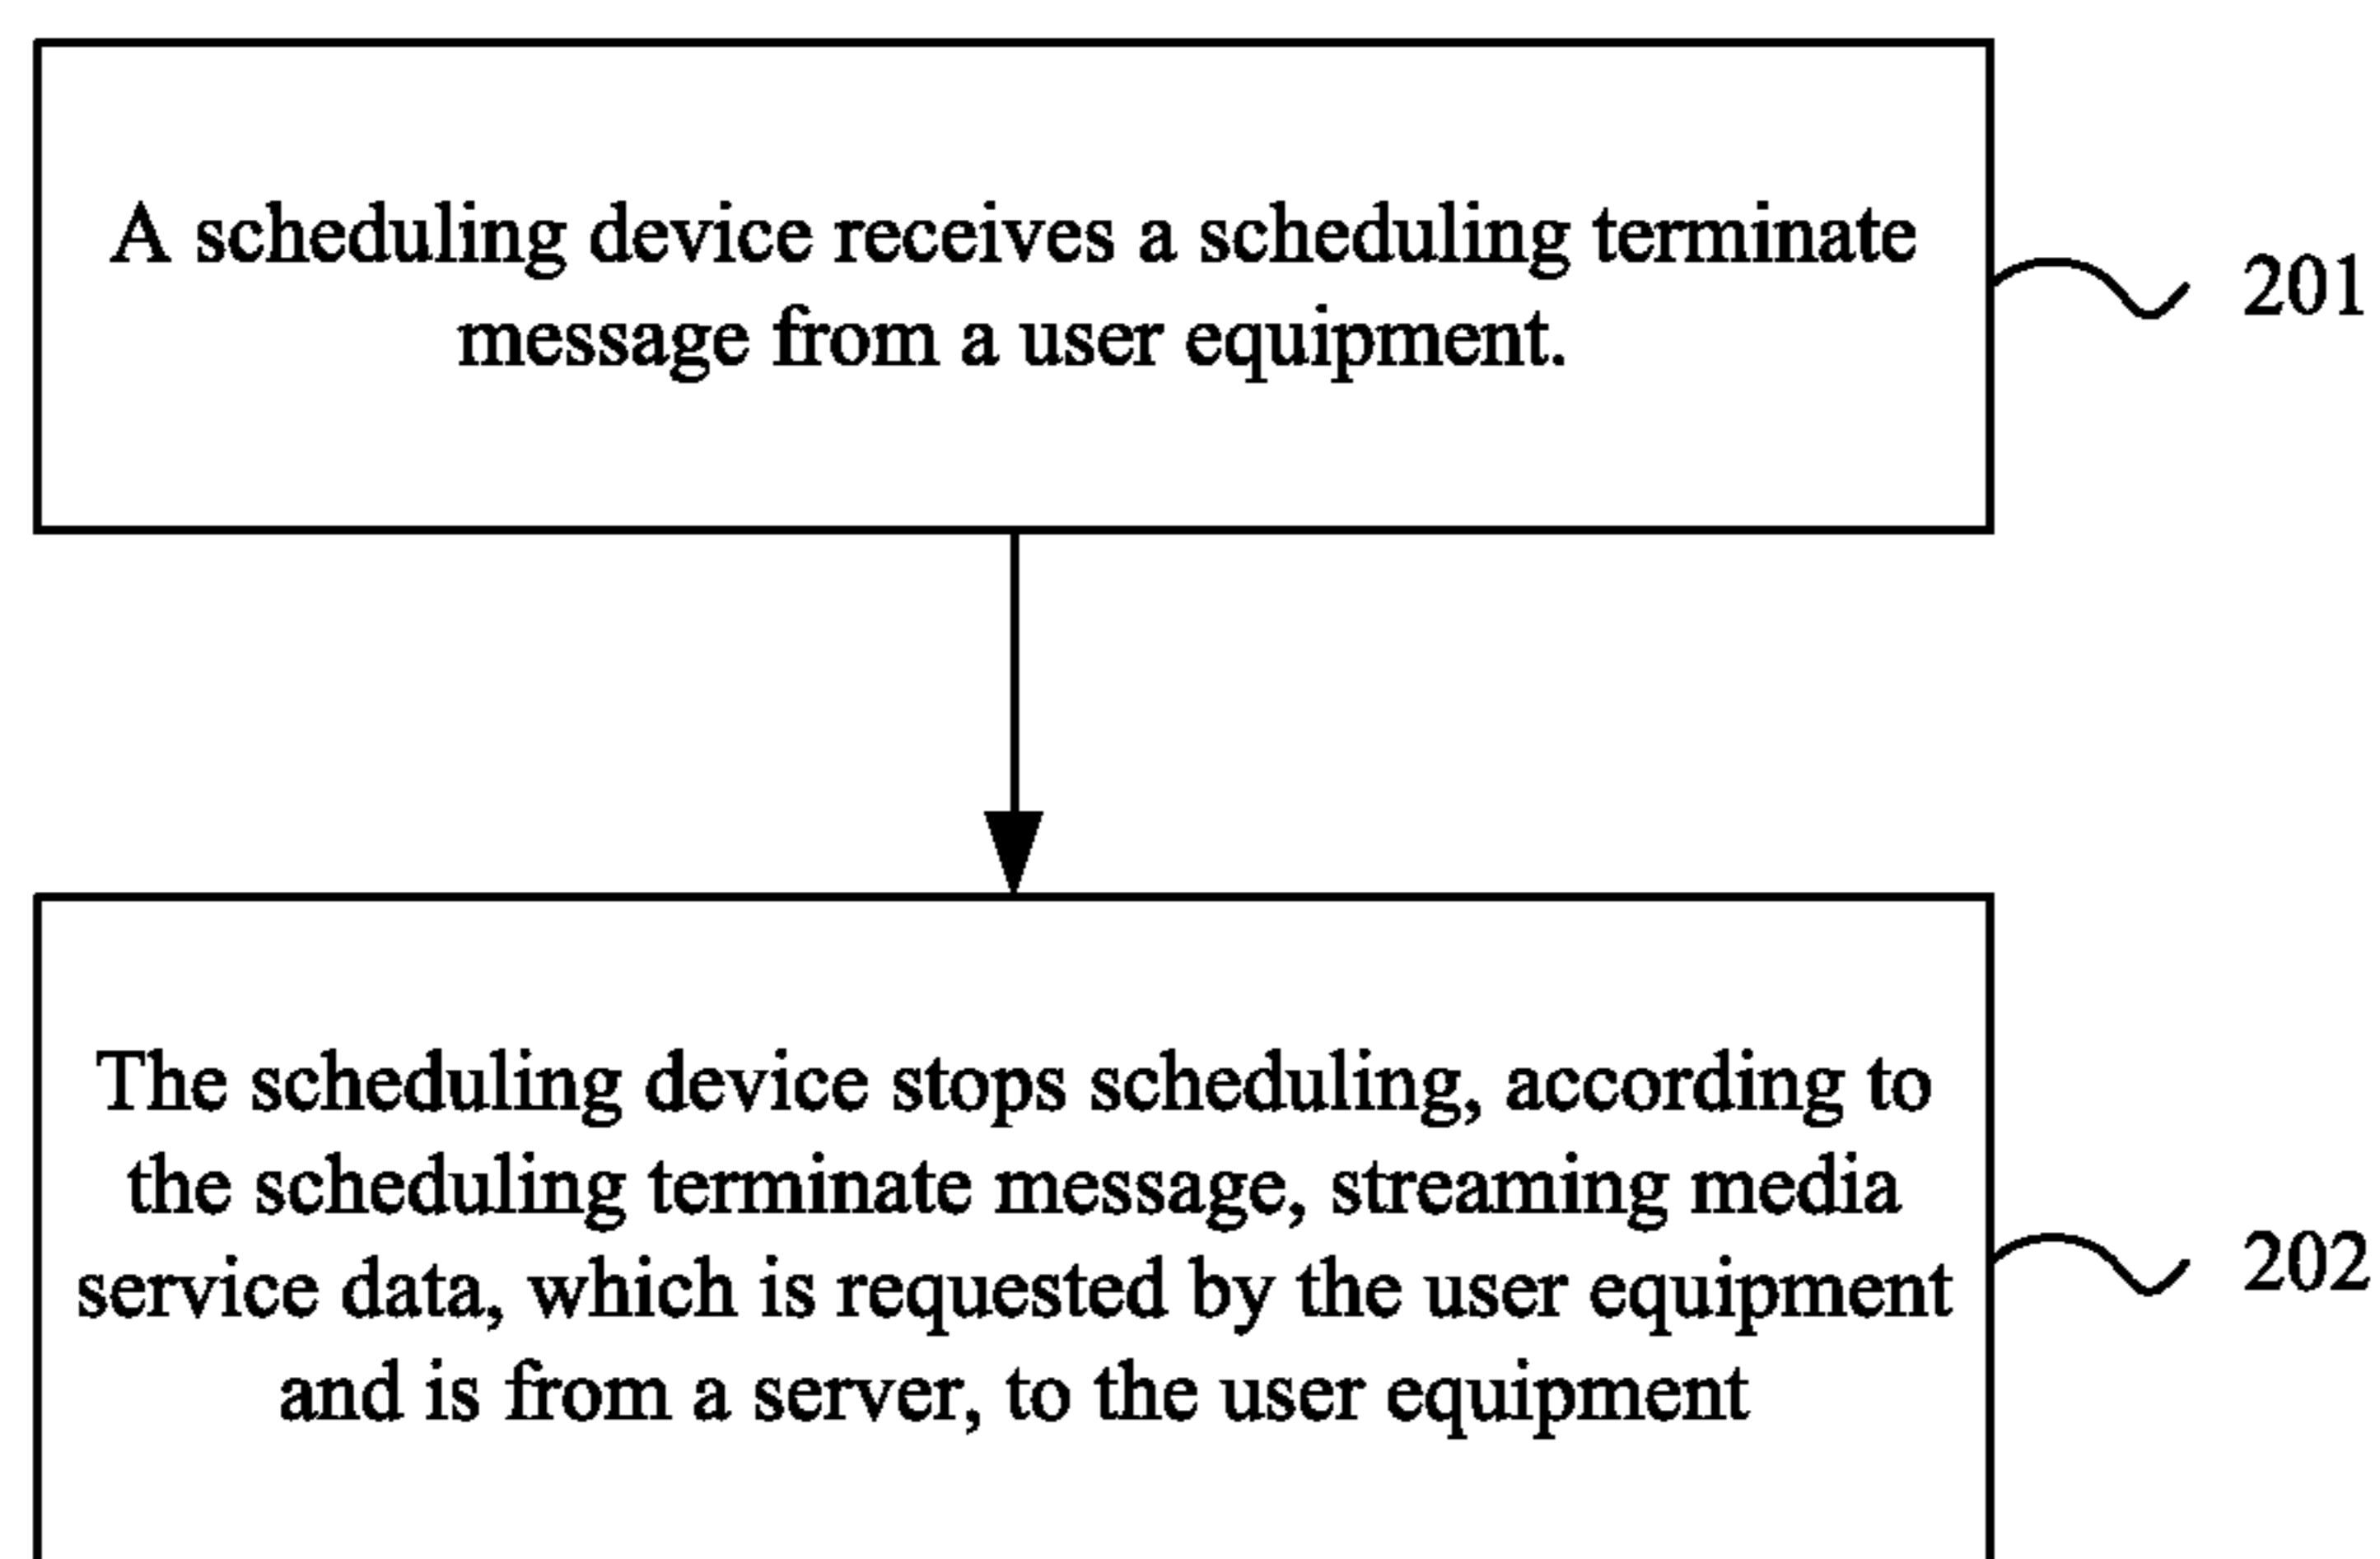 A scheduling device receives a scheduling terminate
message from a user equipment.
201
The scheduling device stops scheduling, according to
the scheduling terminate message, streaming media
service data, which is requested by the user equipment
and is from a server, to the user equipment
202